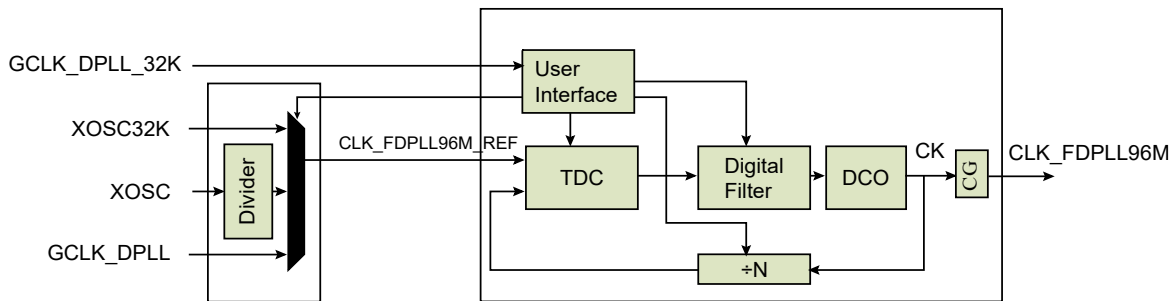 GCLK_DPLL_32K
User
Interface
XOSC32K
CLK_FDPLL96M_REF
CK
CLK_FDPLL96M
XOSC
Divider
TDC
Digital
Filter
DCO
CG
GCLK_DPLL
÷N